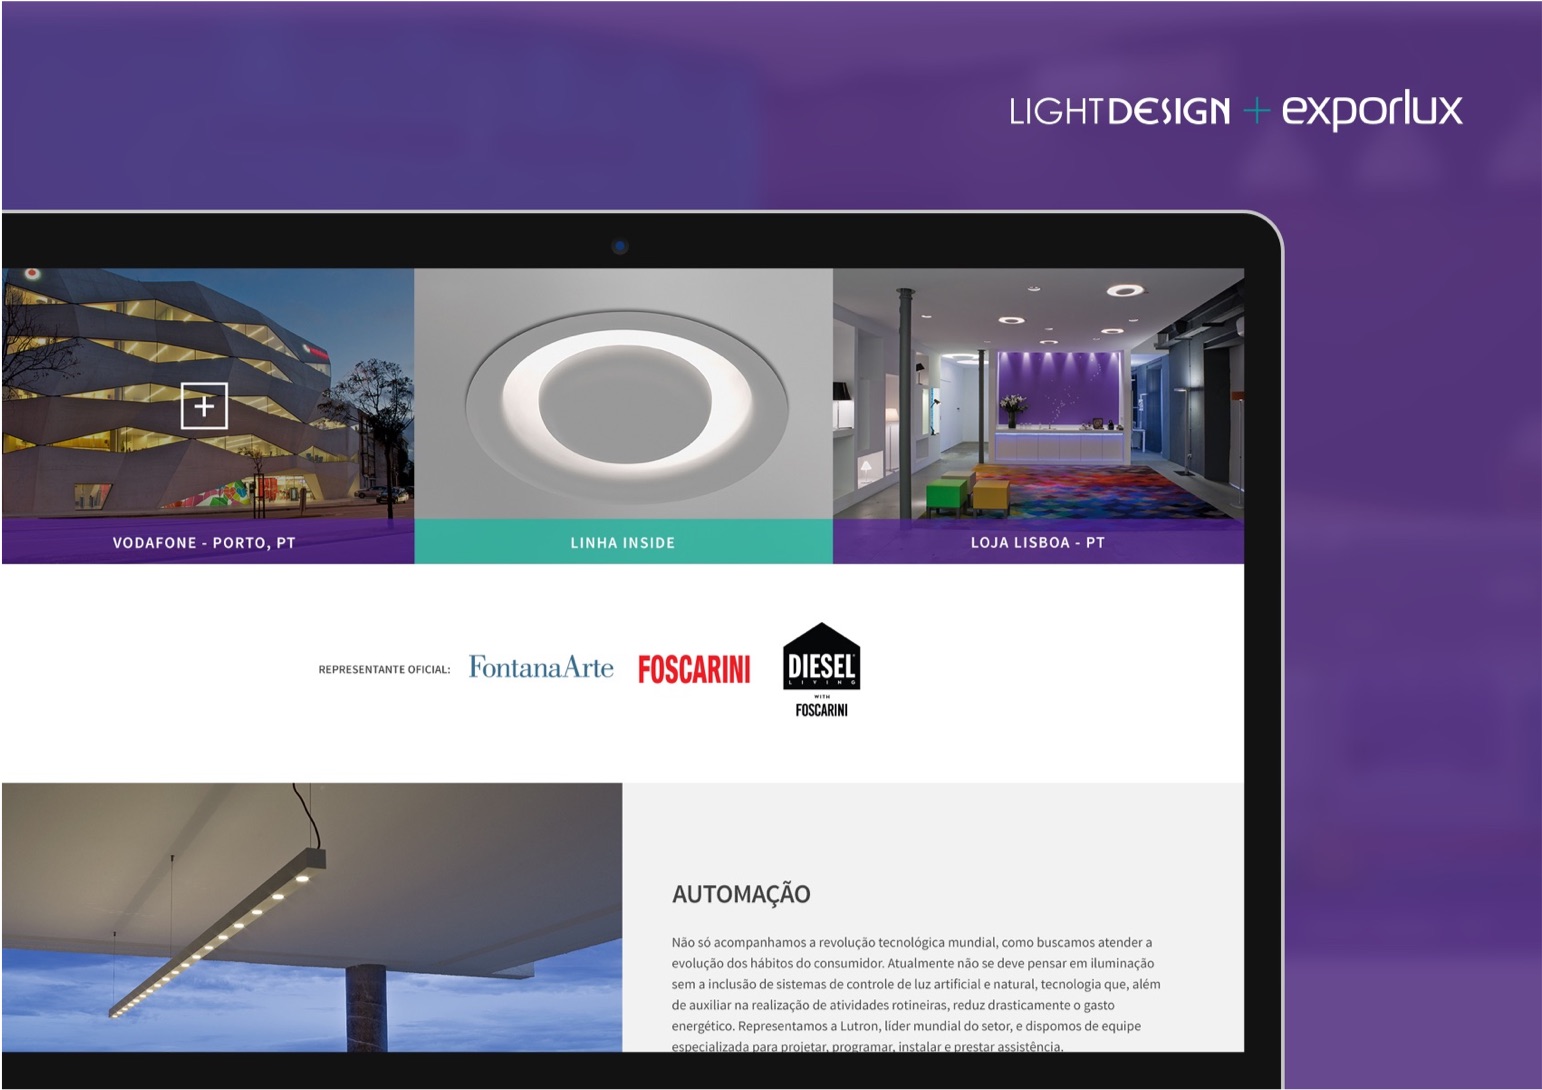 LIGHTDESIGN + exporlux
VODAFONE - PORTO, PT
LINHA INSIDE
LOJA LISBOA - PT
REPRESENTANTE OFICIAL:
FontanaArte
FOSCARINI
DIESEL
LIVING
WITH
FOSCARINI
AUTOMAÇÃO
Não só acompanhamos a revolução tecnológica mundial, como buscamos atender a
evolução dos hábitos do consumidor. Atualmente não se deve pensar em iluminação
sem a inclusão de sistemas de controle de luz artificial e natural, tecnologia que, além
de auxiliar na realização de atividades rotineiras, reduz drasticamente o gasto
energético. Representamos a Lutron, líder mundial do setor, e dispomos de equipe
especializada para projetar, programar, instalar e prestar assistência.